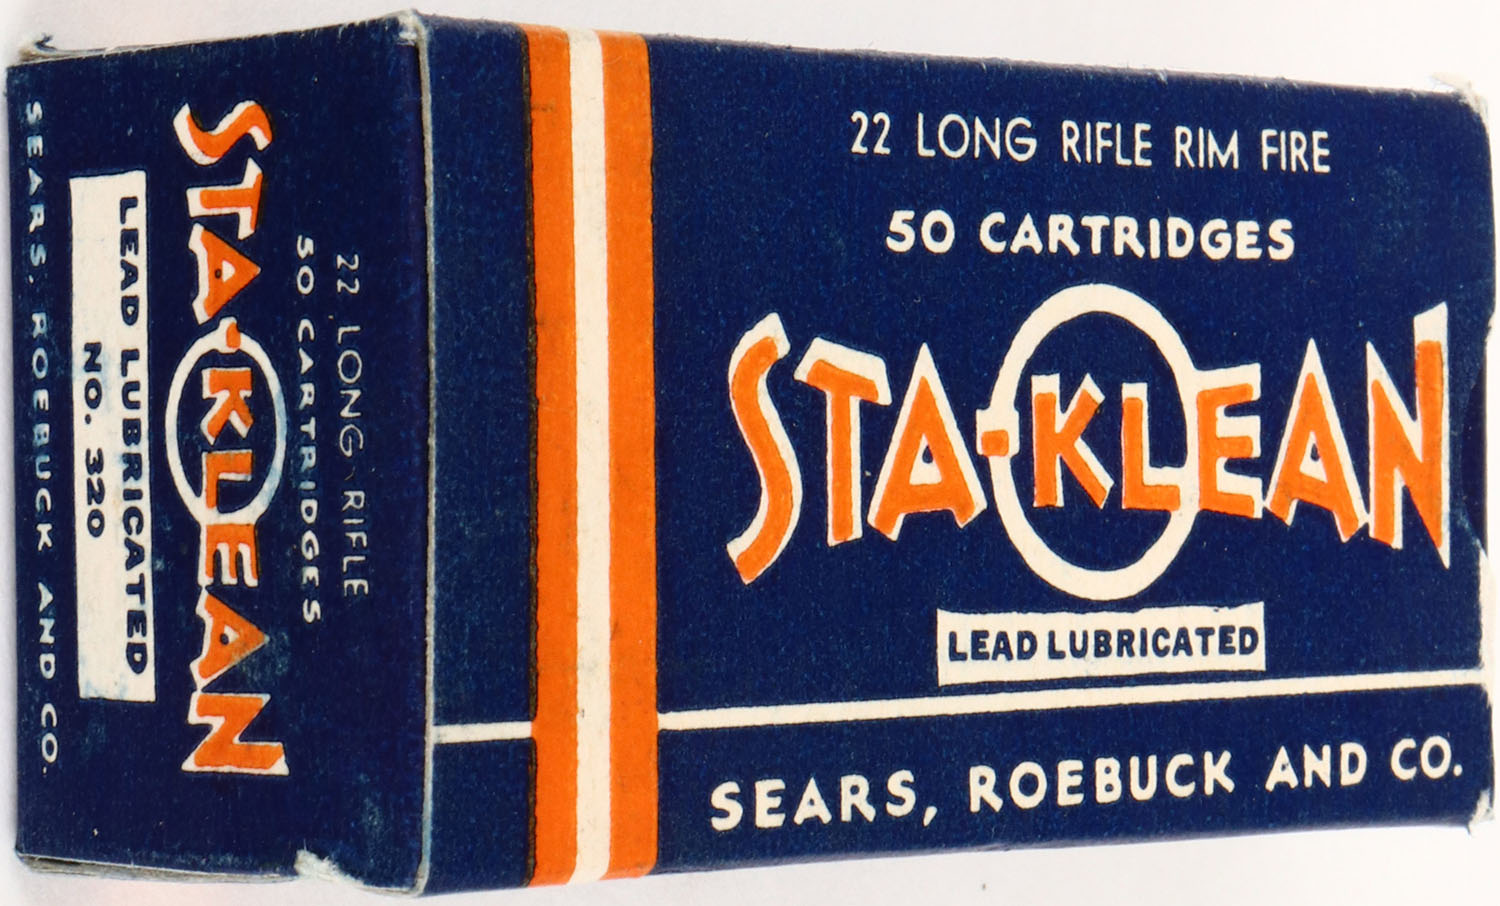 22 LONG RIFLE RIM FIRE
50 CARTRIDGES
STA-KLEAN
LEAD LUBRICATED
SEARS, ROEBUCK AND CO.
22 LONG RIFLE
50 CARTRIDGES
STA-KLEAN
LEAD LUBRICATED
NO. 320
SEARS, ROEBUCK AND CO.